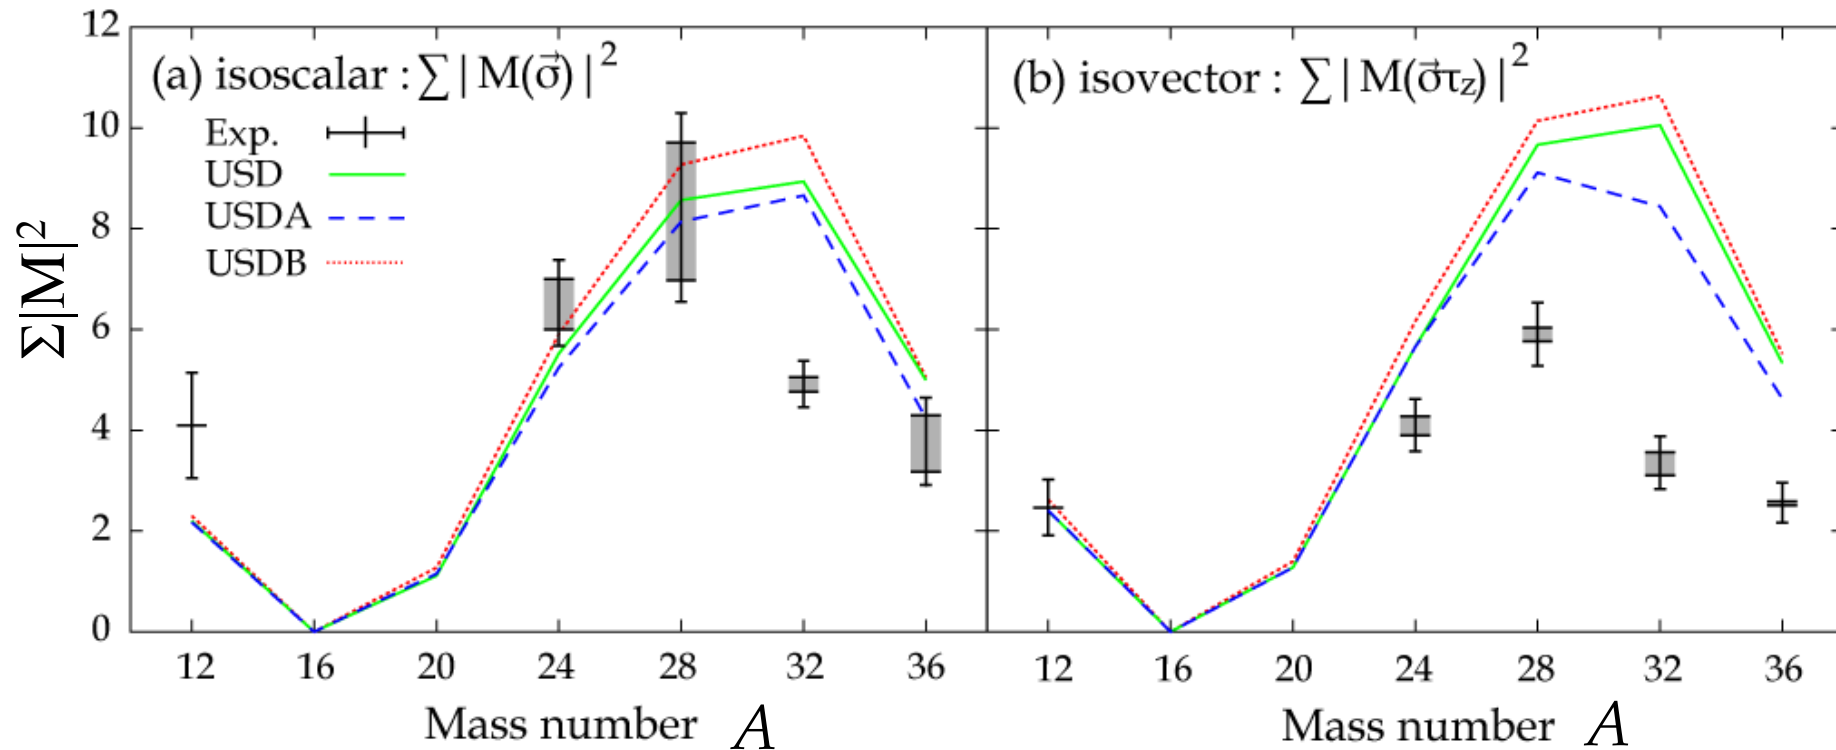 (a) isoscalar : ∑ | M(σ⃗) |²
Exp.
USD
USDA
USDB
Σ|M|²
12
10
8
6
4
2
0
12 16 20 24 28 32 36
Mass number A
(b) isovector : ∑ | M(σ⃗τ_z) |²
12 16 20 24 28 32 36
Mass number A